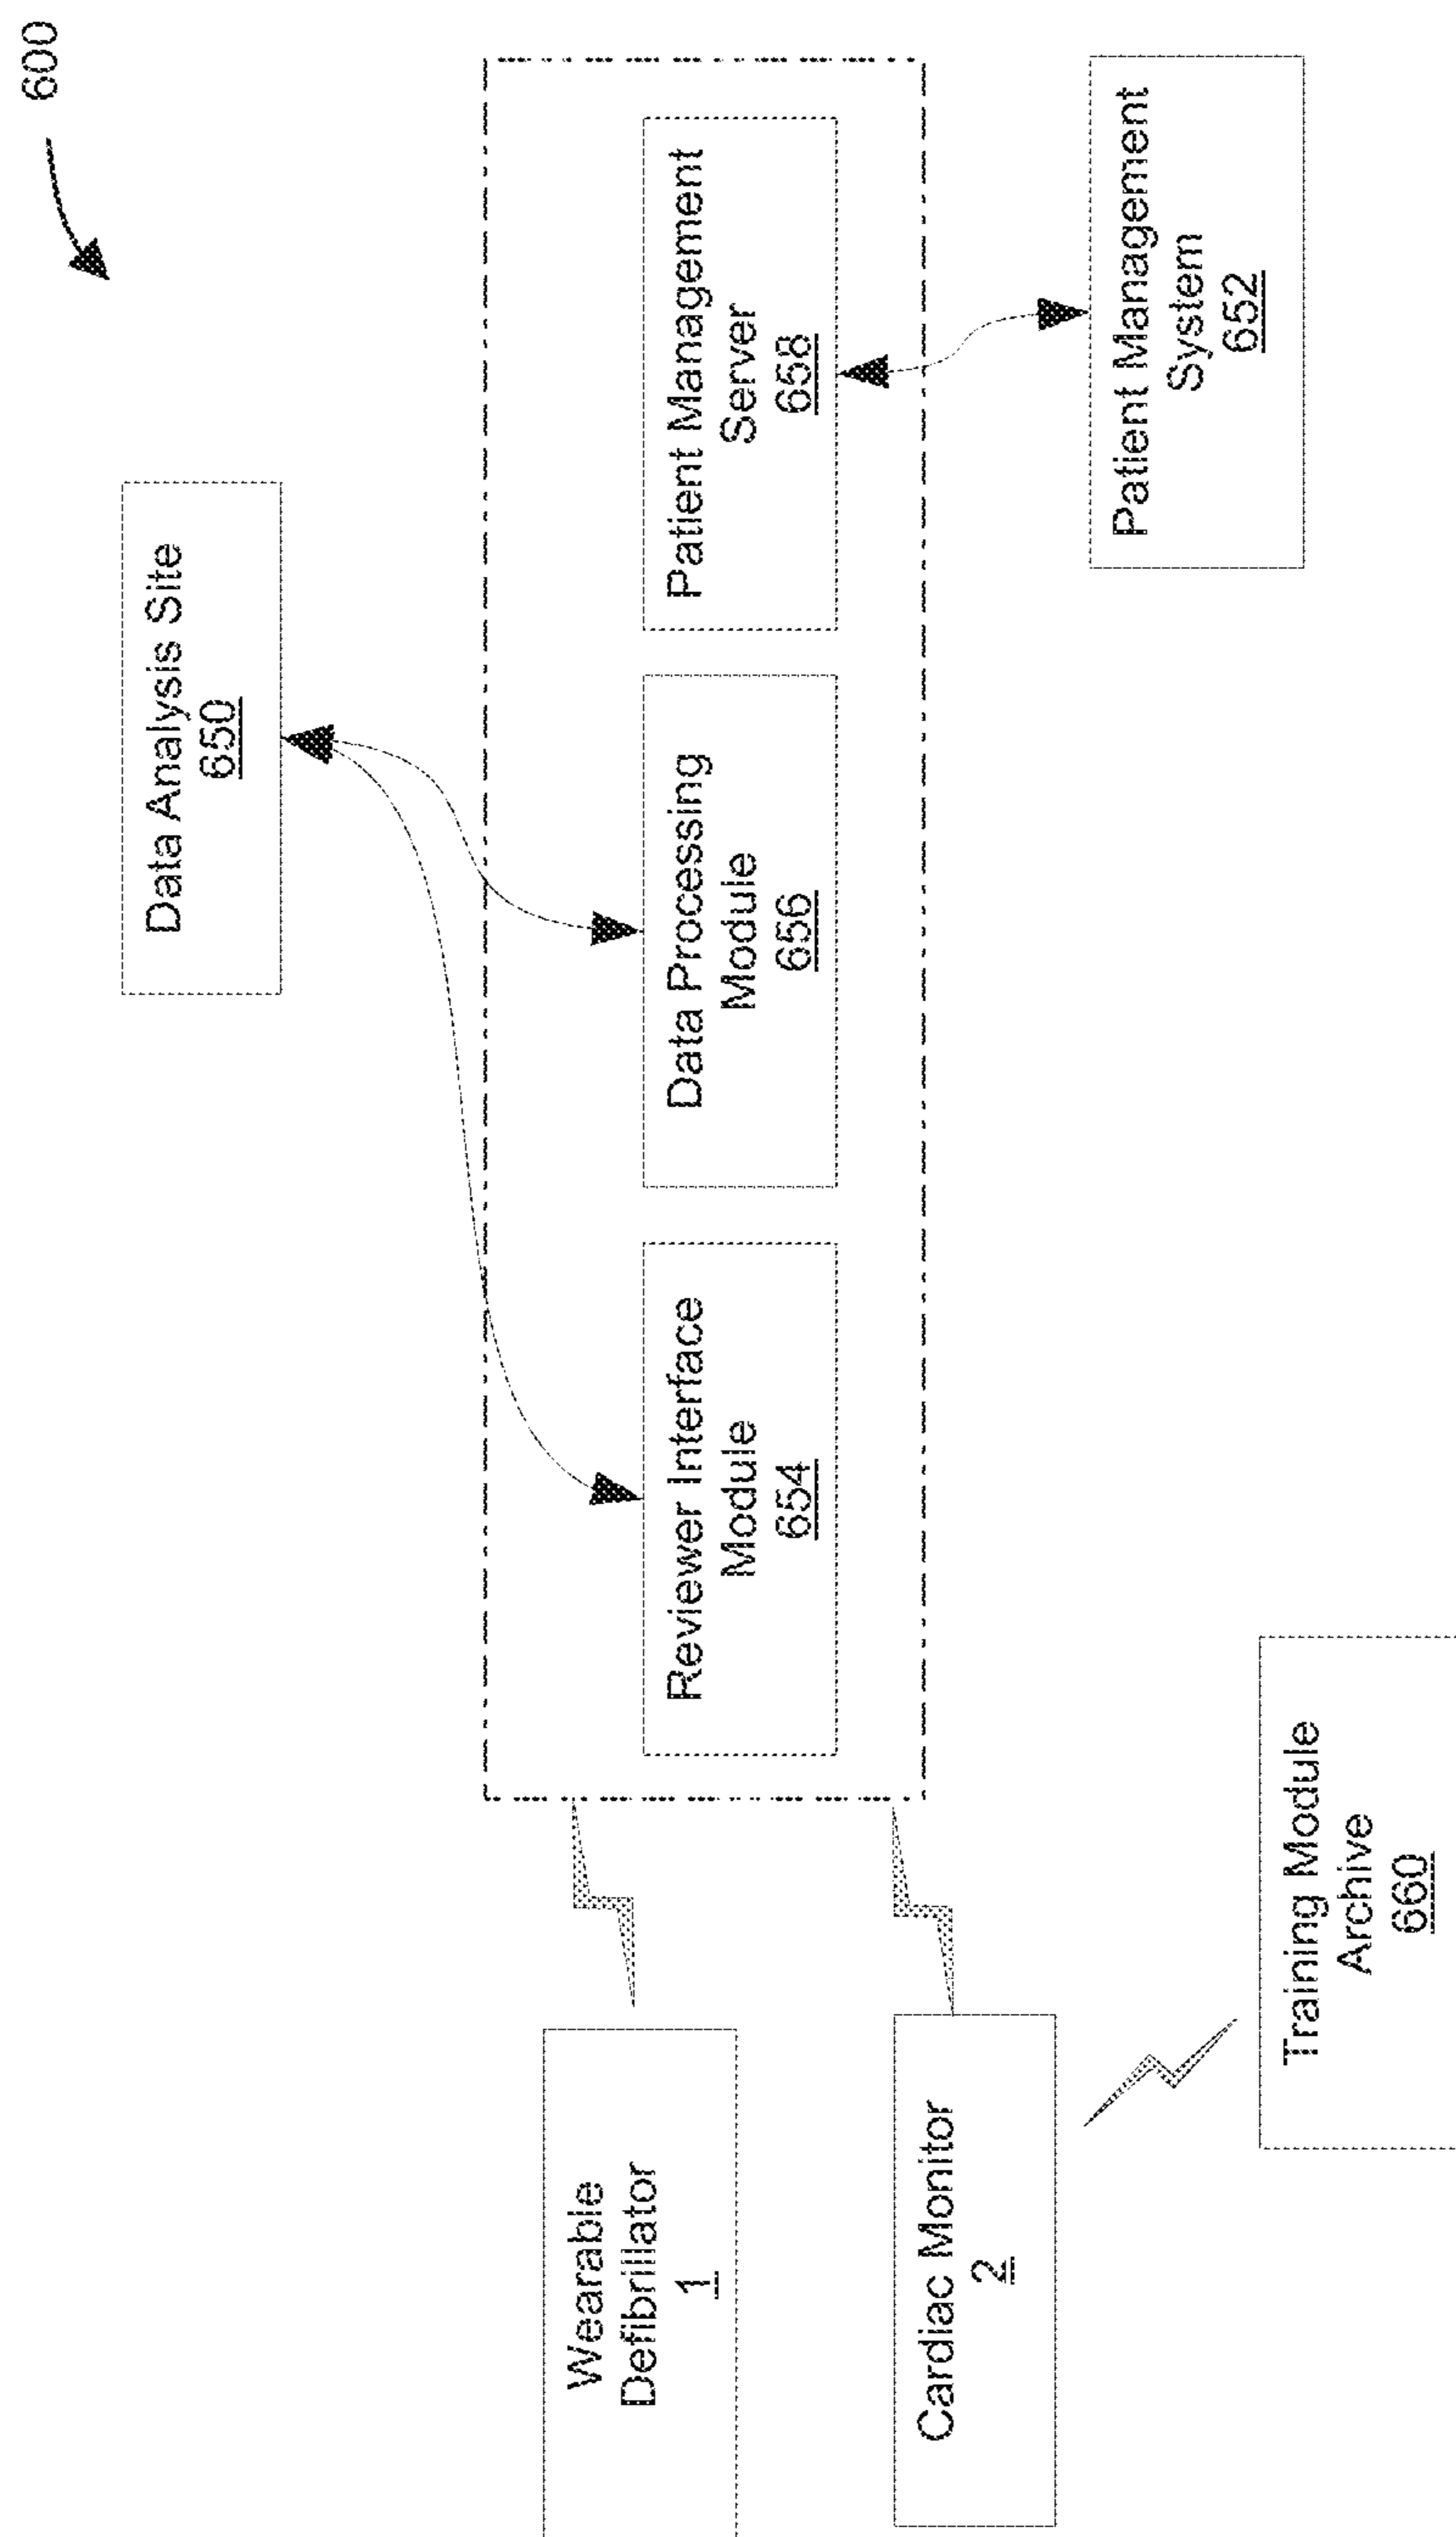 600
Data Analysis Site
650
Wearable
Defibrillator
1
Reviewer Interface
Module
654
Data Processing
Module
656
Patient Management
Server
658
Cardiac Monitor
2
Patient Management
System
652
Training Module
Archive
660